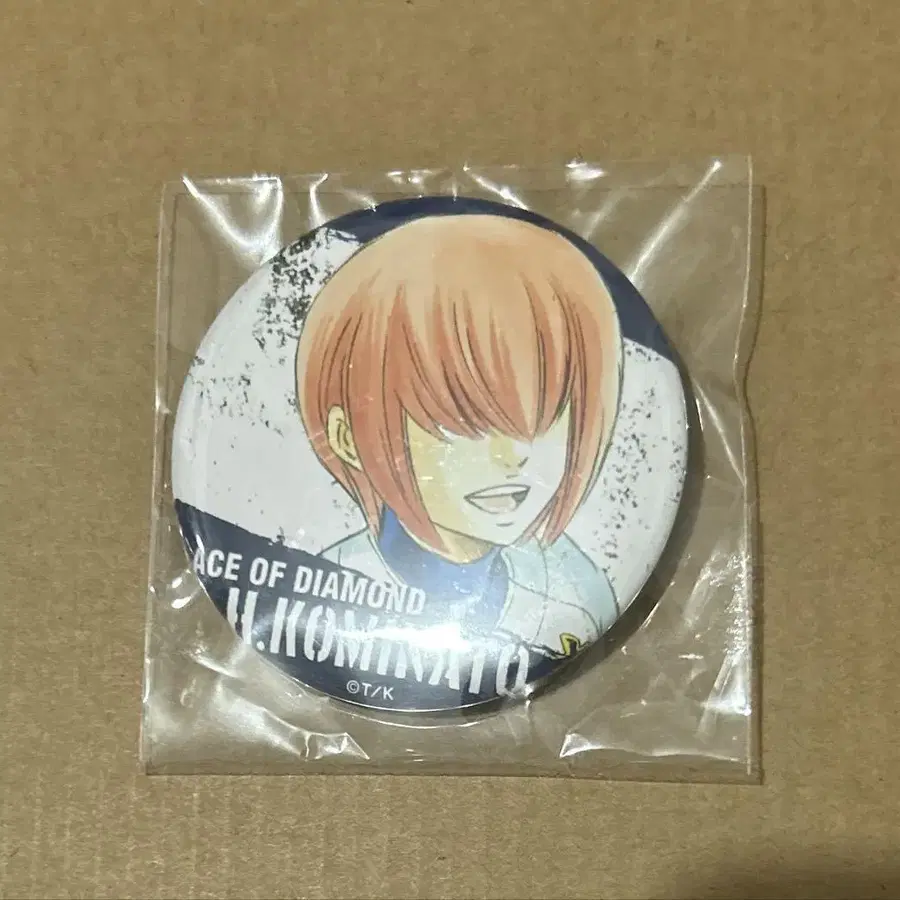 ACE OF DIAMOND
H.KOMINATO
©T/K